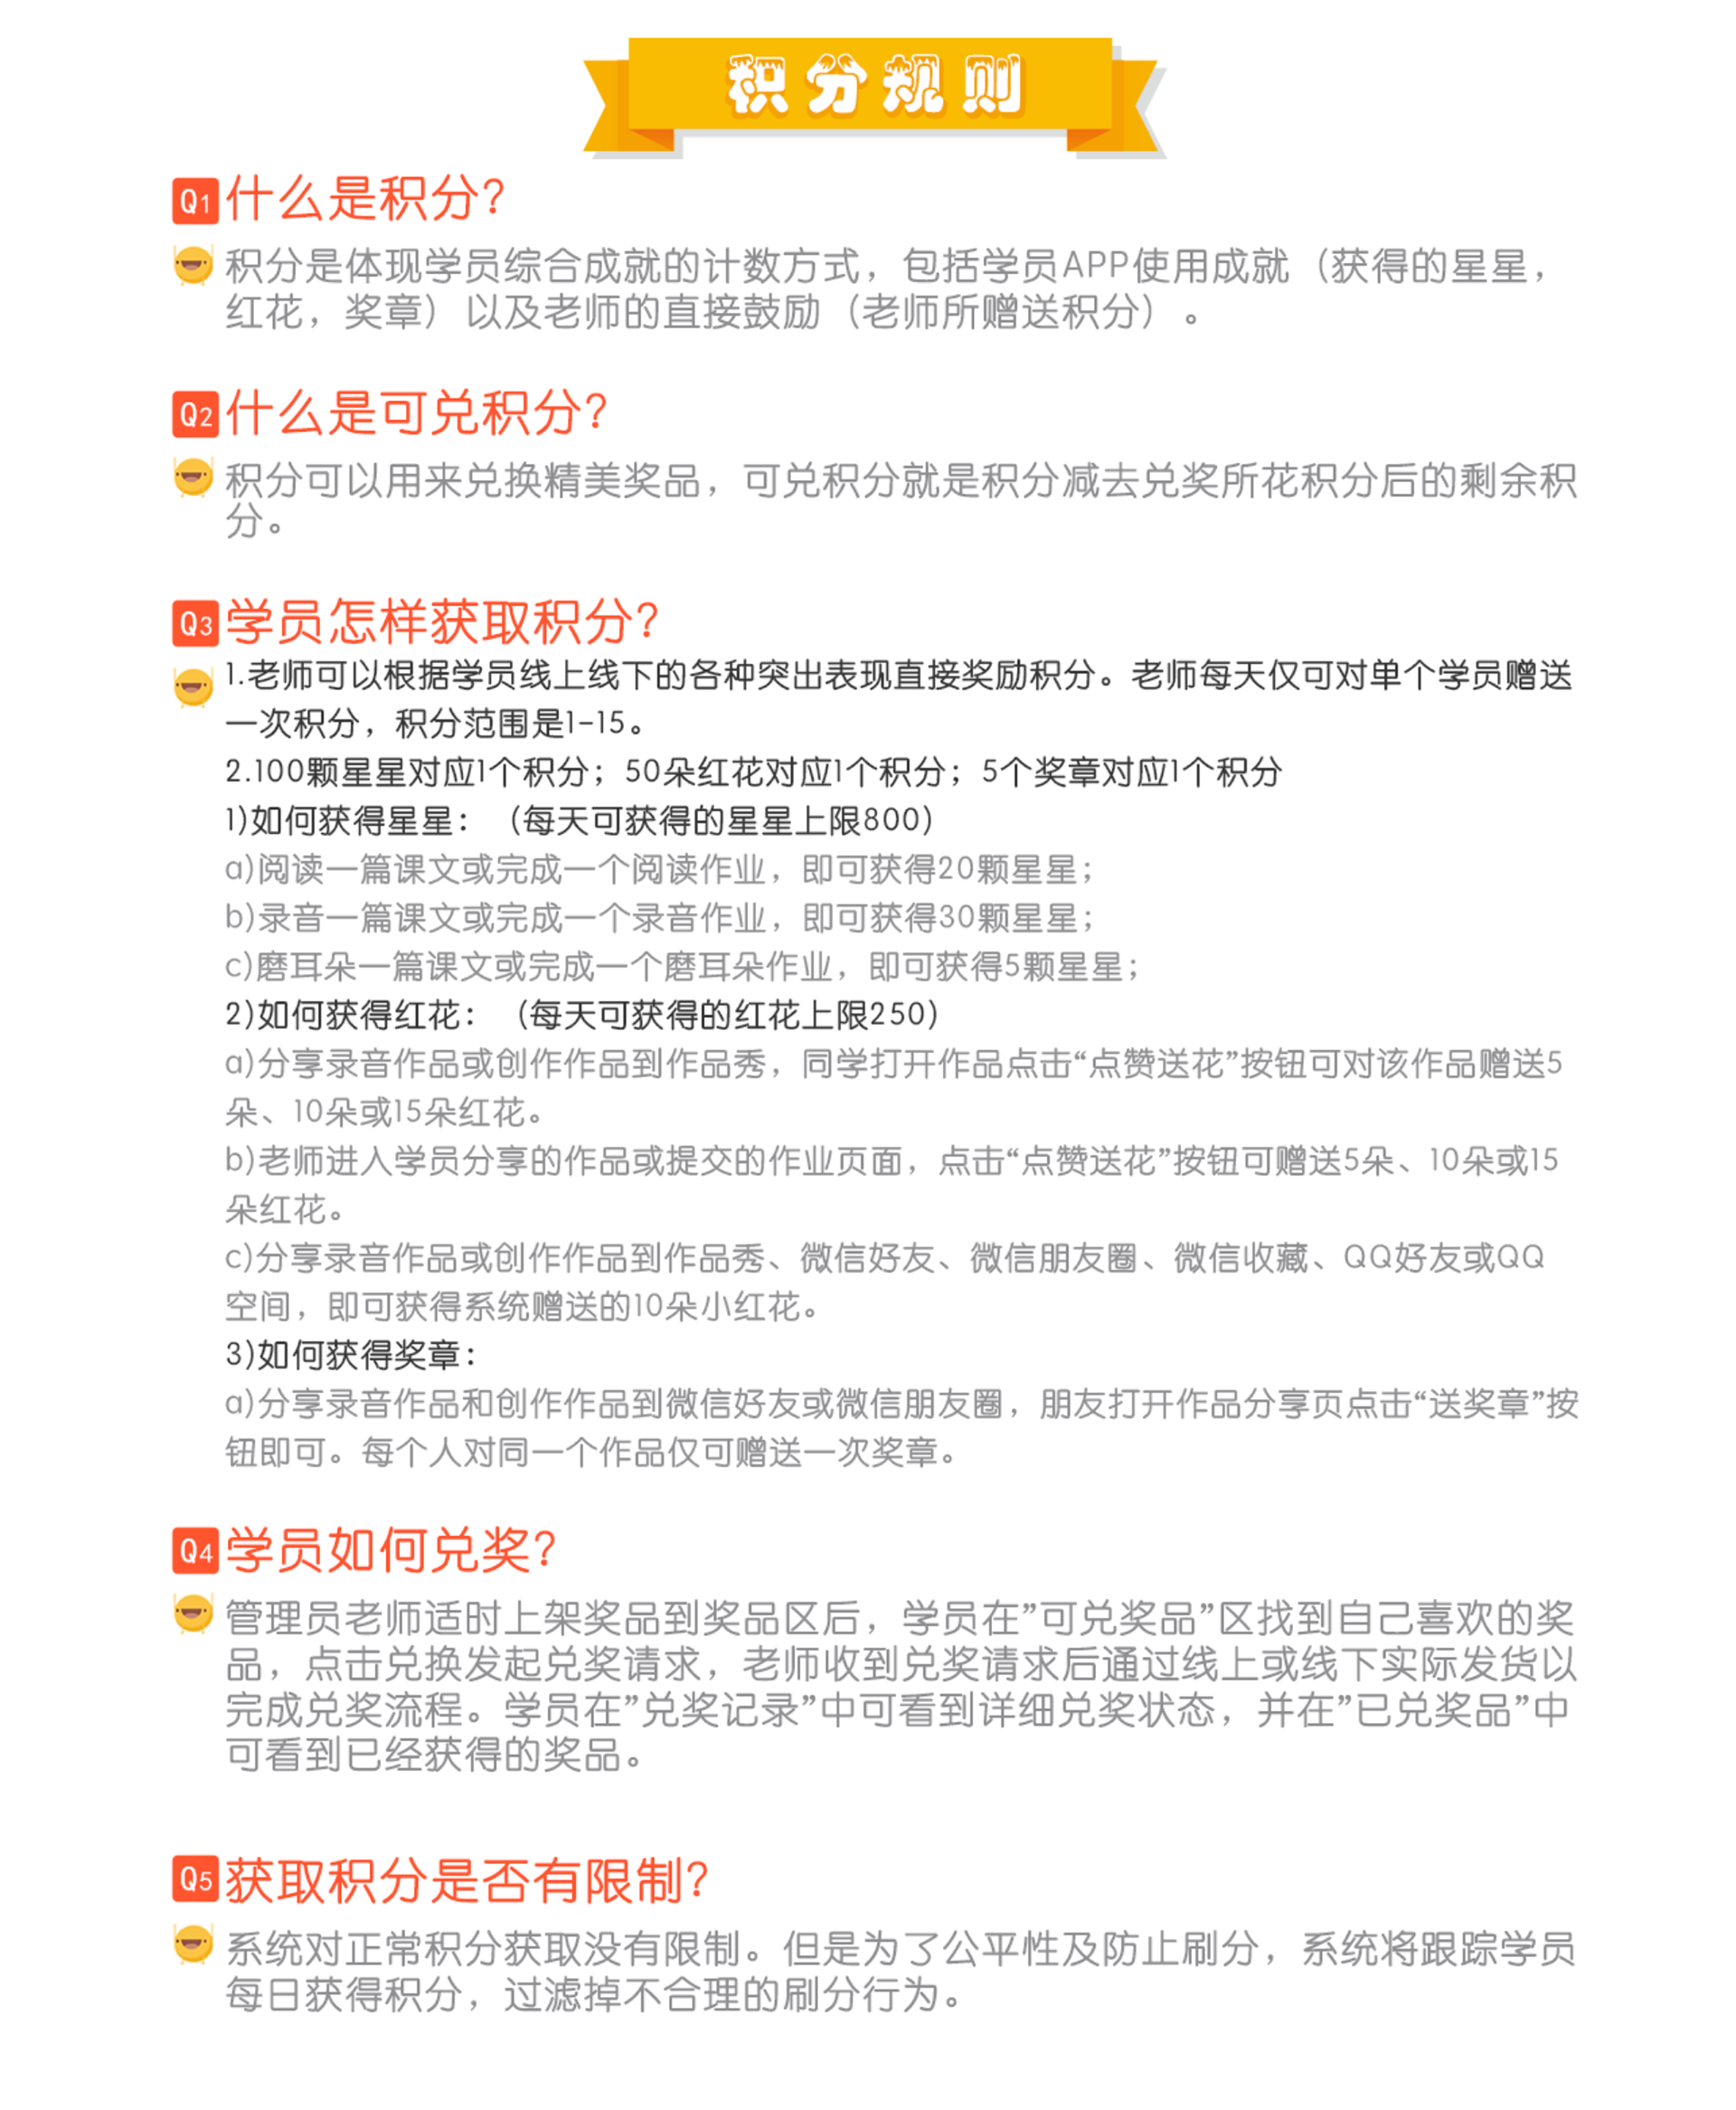 积分规则
Q1 什么是积分？
积分是体现学员综合成就的计数方式，包括学员APP使用成就（获得的星星，
红花，奖章）以及老师的直接鼓励（老师所赠送积分）。
Q2 什么是可兑积分？
积分可以用来兑换精美奖品，可兑积分就是积分减去兑奖所花积分后的剩余积
分。
Q3 学员怎样获取积分？
1.老师可以根据学员线上线下的各种突出表现直接奖励积分。老师每天仅可对单个学员赠送
一次积分，积分范围是1-15。
2.100颗星星对应1个积分；50朵红花对应1个积分；5个奖章对应1个积分
1)如何获得星星：（每天可获得的星星上限800）
a)阅读一篇课文或完成一个阅读作业，即可获得20颗星星；
b)录音一篇课文或完成一个录音作业，即可获得30颗星星；
c)磨耳朵一篇课文或完成一个磨耳朵作业，即可获得5颗星星；
2)如何获得红花：（每天可获得的红花上限250）
a)分享录音作品或创作作品到作品秀，同学打开作品点击“点赞送花”按钮可对该作品赠送5
朵、10朵或15朵红花。
b)老师进入学员分享的作品或提交的作业页面，点击“点赞送花”按钮可赠送5朵、10朵或15
朵红花。
c)分享录音作品或创作作品到作品秀、微信好友、微信朋友圈、微信收藏、QQ好友或QQ
空间，即可获得系统赠送的10朵小红花。
3)如何获得奖章：
a)分享录音作品和创作作品到微信好友或微信朋友圈，朋友打开作品分享页点击“送奖章”按
钮即可。每个人对同一个作品仅可赠送一次奖章。
Q4 学员如何兑奖？
管理员老师适时上架奖品到奖品区后，学员在”可兑奖品”区找到自己喜欢的奖
品，点击兑换发起兑奖请求，老师收到兑奖请求后通过线上或线下实际发货以
完成兑奖流程。学员在”兑奖记录”中可看到详细兑奖状态，并在”已兑奖品”中
可看到已经获得的奖品。
Q5 获取积分是否有限制？
系统对正常积分获取没有限制。但是为了公平性及防止刷分，系统将跟踪学员
每日获得积分，过滤掉不合理的刷分行为。